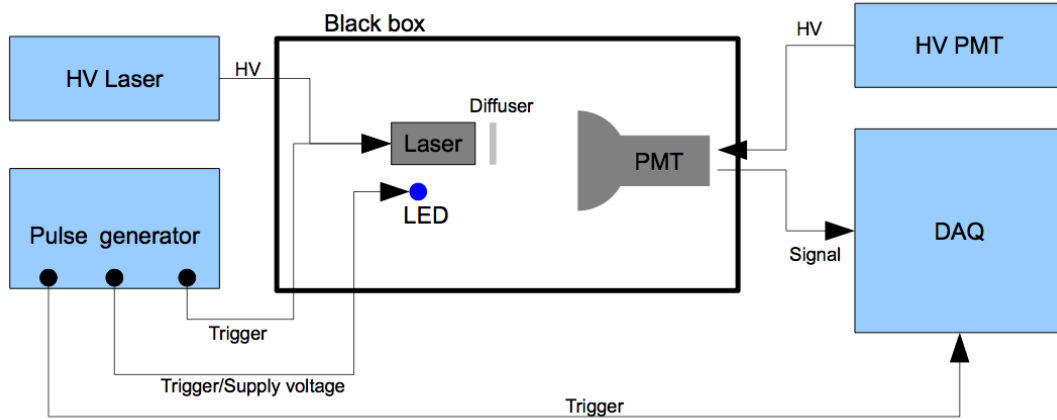 Black box
HV Laser
HV
HV
HV PMT
Diffuser
Laser
PMT
LED
Pulse generator
DAQ
Signal
Trigger
Trigger/Supply voltage
Trigger